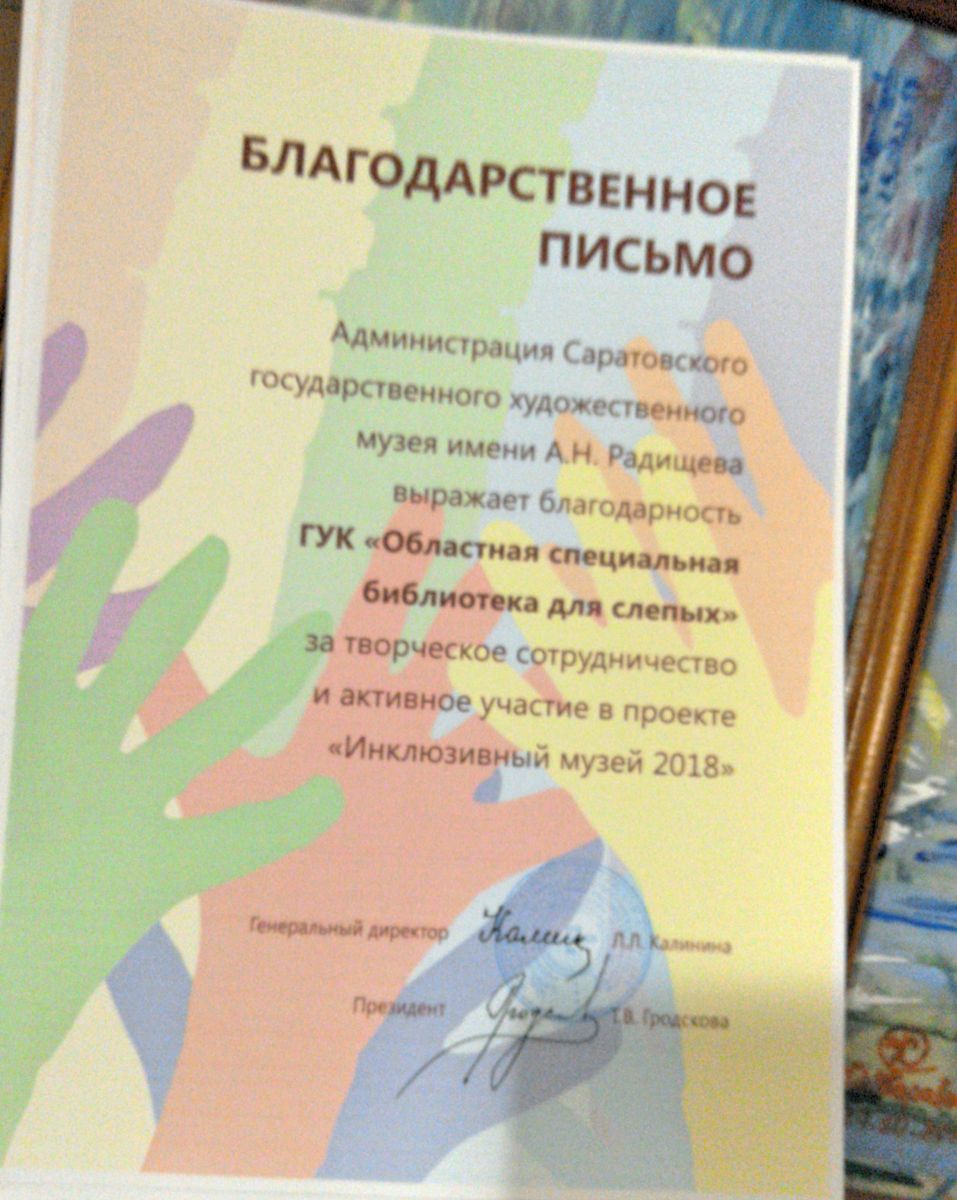 БЛАГОДАРСТВЕННОЕ
ПИСЬМО
Администрация Саратовского
государственного художественного
музея имени А.Н. Радищева
выражает благодарность
ГУК «Областная специальная
библиотека для слепых»
за творческое сотрудничество
и активное участие в проекте
«Инклюзивный музей 2018»
Генеральный директор Л.Л. Калинина
Президент Т.В. Гродскова